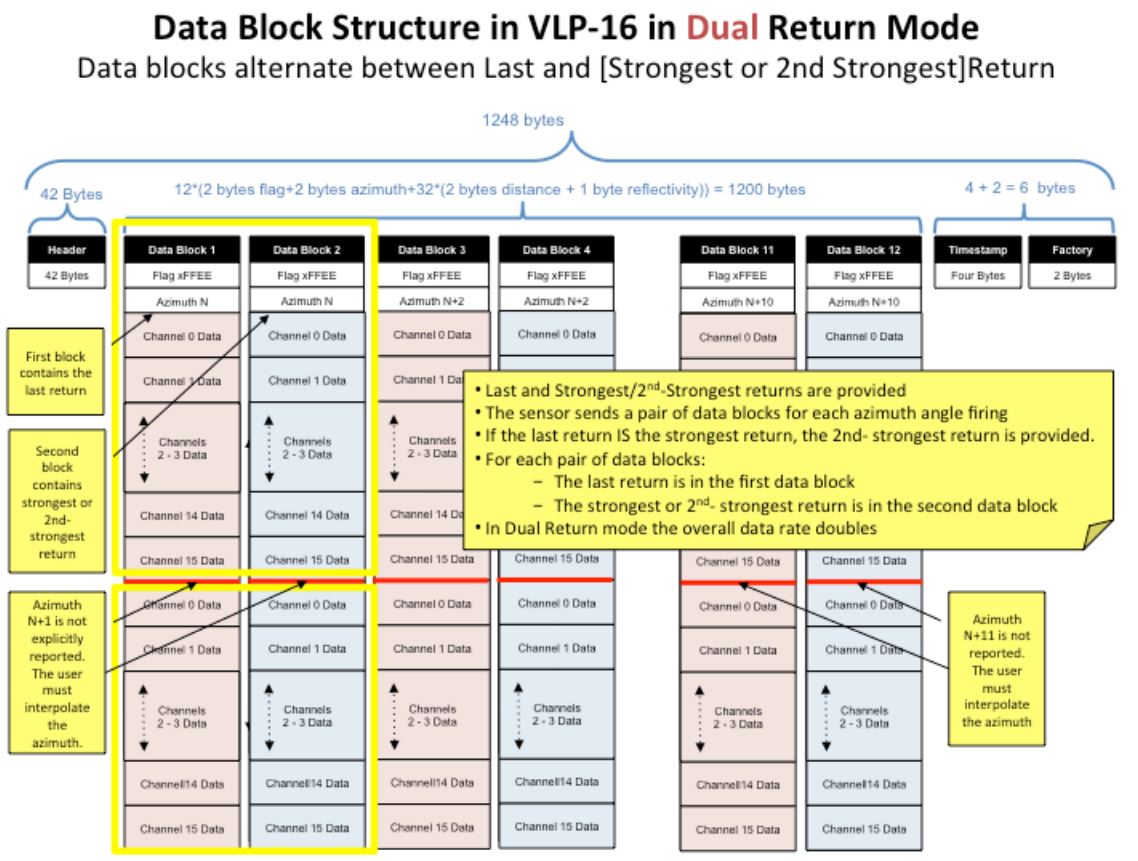 Data Block Structure in VLP-16 in Dual Return Mode
Data blocks alternate between Last and [Strongest or 2nd Strongest]Return
1248 bytes
42 Bytes
12*(2 bytes flag+2 bytes azimuth+32*(2 bytes distance + 1 byte reflectivity)) = 1200 bytes
4 + 2 = 6 bytes
Header
42 Bytes
Data Block 1
Flag xFFEE
Azimuth N
Channel 0 Data
Channel 1 Data
Channels
2 - 3 Data
Channel 14 Data
Channel 15 Data
Channel 0 Data
Channel 1 Data
Channels
2 - 3 Data
Channell14 Data
Channel 15 Data
Data Block 2
Flag xFFEE
Azimuth N
Channel 0 Data
Channel 1 Data
Channels
2 - 3 Data
Channel 14 Data
Channel 15 Data
Channel 0 Data
Channel 1 Data
Channels
2 - 3 Data
Channell14 Data
Channel 15 Data
Data Block 3
Flag xFFEE
Azimuth N+2
Channel 0 Data
Channel 1 Da
Channels
2 - 3 Data
Channel 14 D
Channel 15 Data
Channel 0 Data
Channel 1 Data
Channels
2 - 3 Data
Channell14 Data
Channel 15 Data
Data Block 4
Flag xFFEE
Azimuth N+2
Channel 0 Data
Channel 15 Data
Channel 0 Data
Channel 1 Data
Channels
2 - 3 Data
Channell14 Data
Channel 15 Data
Data Block 11
Flag xFFEE
Azimuth N+10
Channel 0 Data
Channel 15 Data
Channel 0 Data
Channel 1 Data
Channels
2 - 3 Data
Channell14 Data
Channel 15 Data
Data Block 12
Flag xFFEE
Azimuth N+10
Channel 0 Data
Channel 15 Data
Channel 0 Data
Channel 1 Data
Channels
2 - 3 Data
Channell14 Data
Channel 15 Data
Timestamp
Four Bytes
Factory
2 Bytes
First block
contains the
last return
Second
block
contains
strongest or
2nd-
strongest
return
Azimuth
N+1 is not
explicitly
reported.
The user
must
interpolate
the
azimuth.
• Last and Strongest/2nd-Strongest returns are provided
• The sensor sends a pair of data blocks for each azimuth angle firing
• If the last return IS the strongest return, the 2nd- strongest return is provided.
• For each pair of data blocks:
– The last return is in the first data block
– The strongest or 2nd- strongest return is in the second data block
• In Dual Return mode the overall data rate doubles
Azimuth
N+11 is not
reported.
The user
must
interpolate
the azimuth